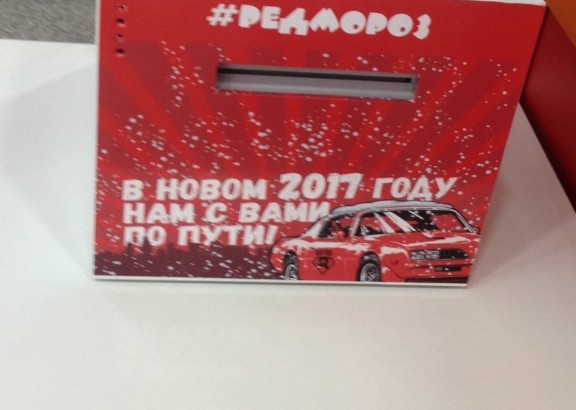 #РЕДМОРОЗ
В НОВОМ 2017 ГОДУ
НАМ С ВАМИ
ПО ПУТИ!